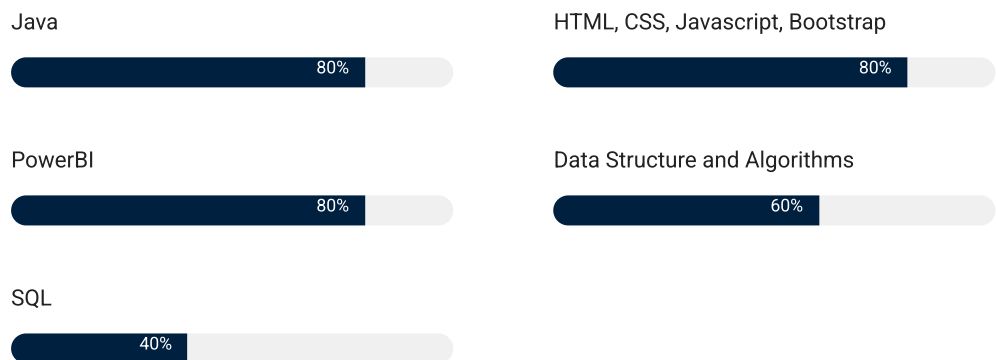 Java
80%
HTML, CSS, Javascript, Bootstrap
80%
PowerBI
80%
Data Structure and Algorithms
60%
SQL
40%